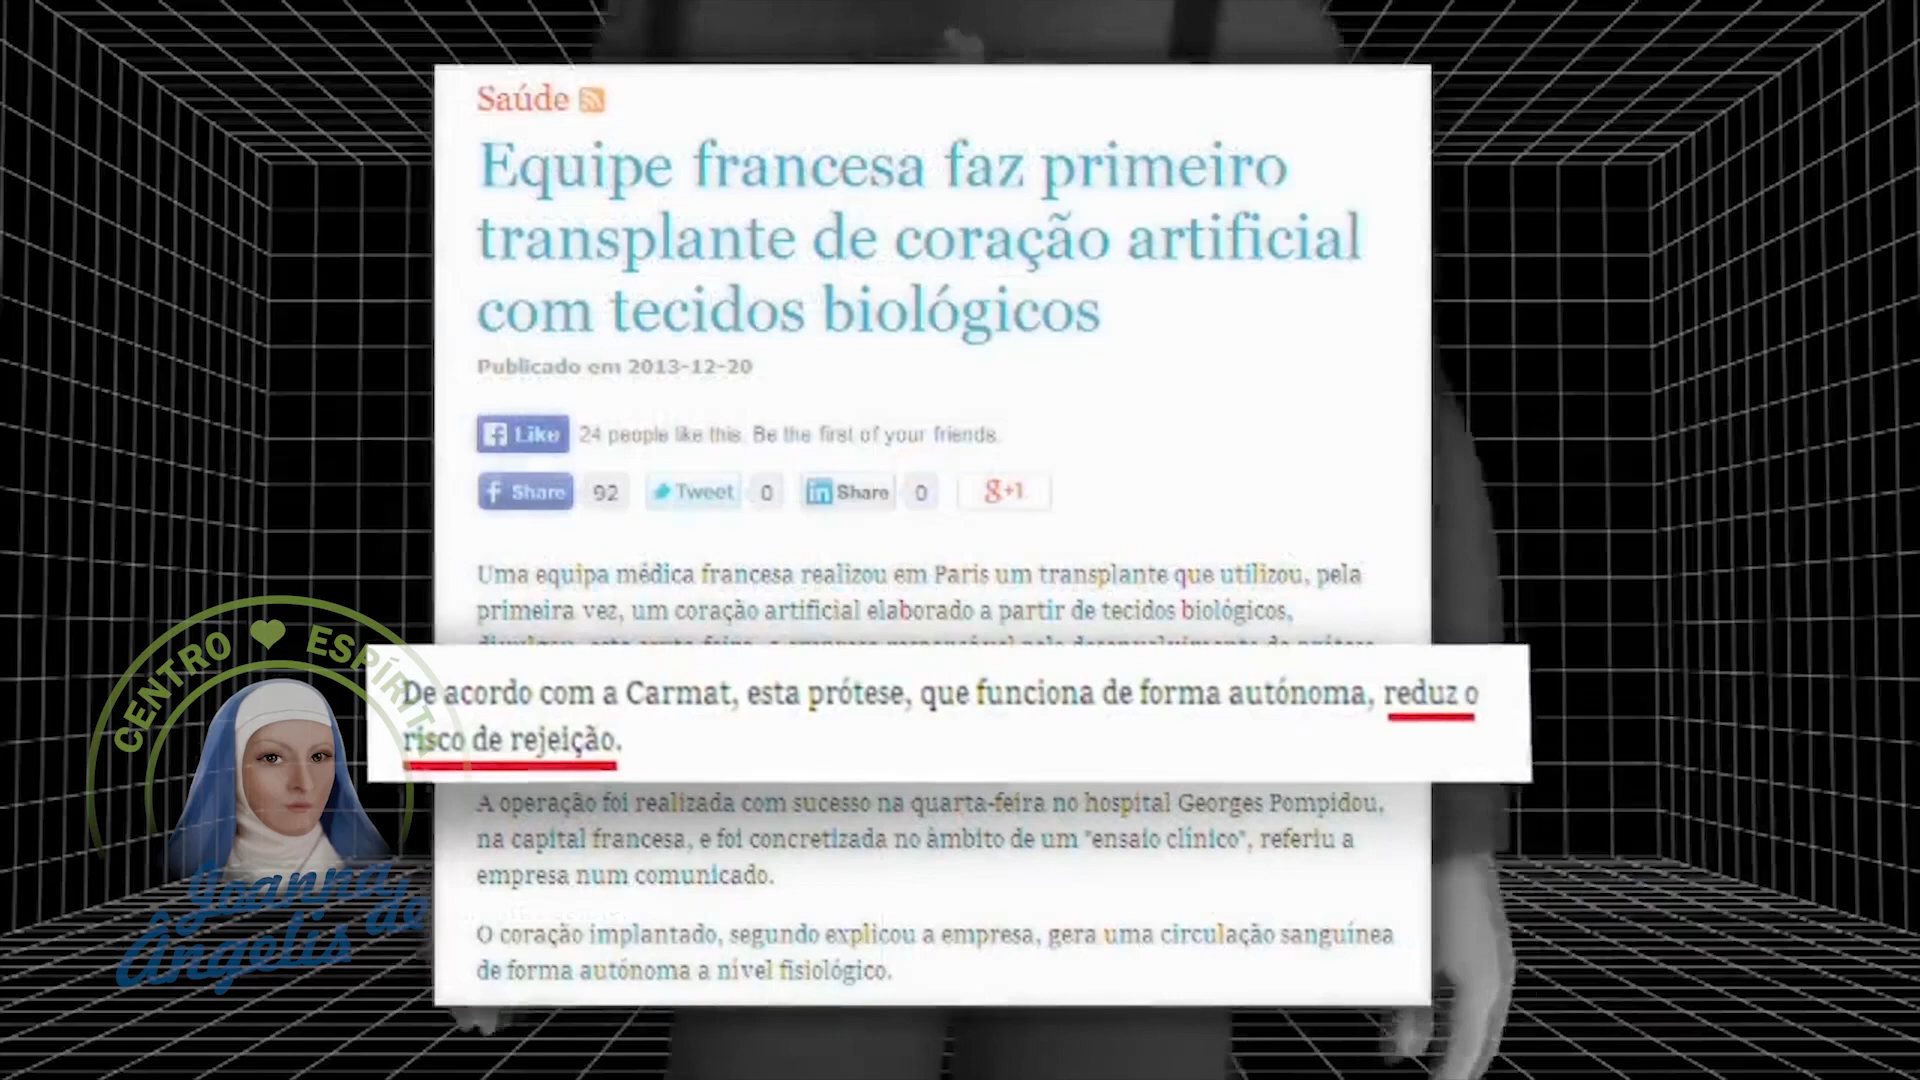 Saúde
Equipe francesa faz primeiro
transplante de coração artificial
com tecidos biológicos
Publicado em 2013-12-20
Like 24 people like this. Be the first of your friends.
Share 92 Tweet 0 Share 0 g+1
Uma equipa médica francesa realizou em Paris um transplante que utilizou, pela
primeira vez, um coração artificial elaborado a partir de tecidos biológicos,
De acordo com a Carmat, esta prótese, que funciona de forma autónoma, reduz o
risco de rejeição.
A operação foi realizada com sucesso na quarta-feira no hospital Georges Pompidou,
na capital francesa, e foi concretizada no âmbito de um "ensaio clínico", referiu a
empresa num comunicado.
O coração implantado, segundo explicou a empresa, gera uma circulação sanguínea
de forma autónoma a nível fisiológico.
CENTRO ESPÍRITA
Joanna de
Ângelis